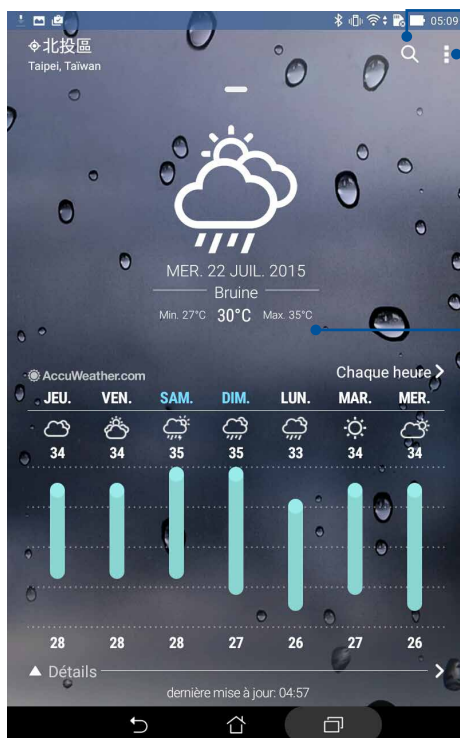 05:09
北投區
Taipei, Taïwan
MER. 22 JUIL. 2015
Bruine
Min. 27°C 30°C Max. 35°C
AccuWeather.com Chaque heure
JEU. VEN. SAM. DIM. LUN. MAR. MER.
34 34 35 35 33 34 34
28 28 28 27 26 27 26
Détails
dernière mise à jour: 04:57